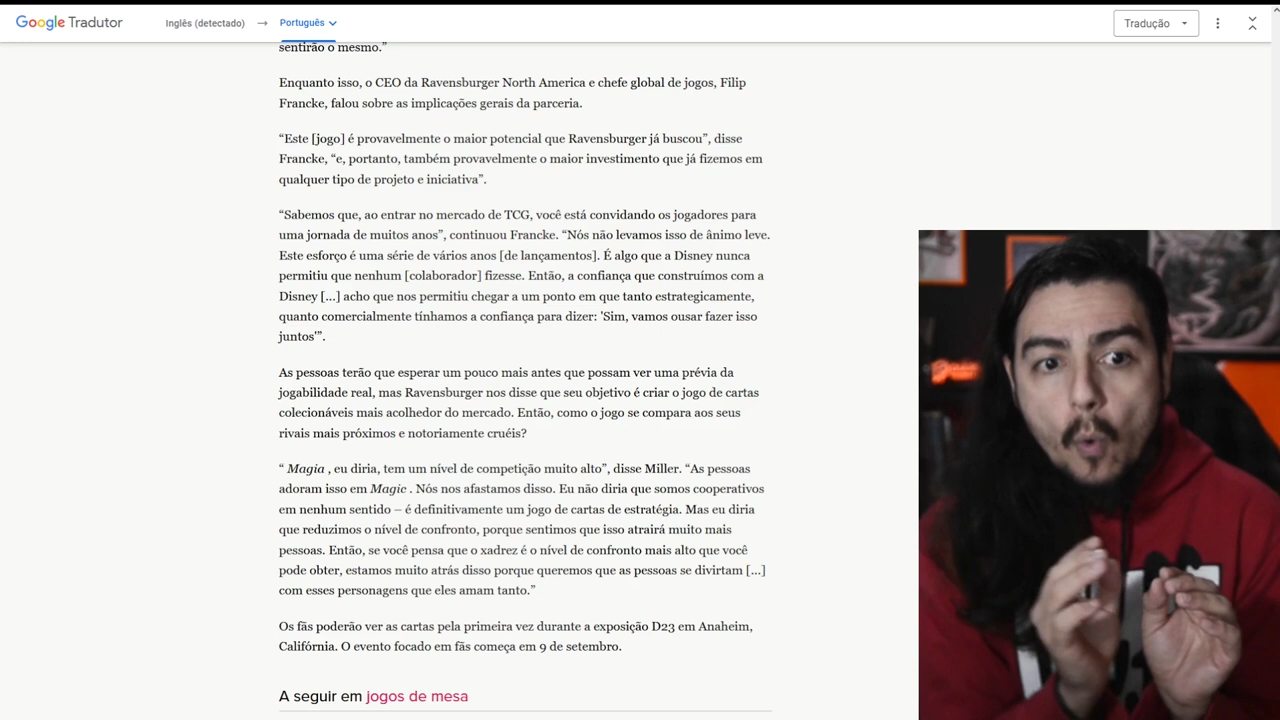 Google Tradutor
Inglês (detectado)
Português
Tradução
sentirão o mesmo.”
Enquanto isso, o CEO da Ravensburger North America e chefe global de jogos, Filip
Francke, falou sobre as implicações gerais da parceria.
“Este [jogo] é provavelmente o maior potencial que Ravensburger já buscou”, disse
Francke, “e, portanto, também provavelmente o maior investimento que já fizemos em
qualquer tipo de projeto e iniciativa”.
“Sabemos que, ao entrar no mercado de TCG, você está convidando os jogadores para
uma jornada de muitos anos”, continuou Francke. “Nós não levamos isso de ânimo leve.
Este esforço é uma série de vários anos [de lançamentos]. É algo que a Disney nunca
permitiu que nenhum [colaborador] fizesse. Então, a confiança que construímos com a
Disney [...] acho que nos permitiu chegar a um ponto em que tanto estrategicamente,
quanto comercialmente tínhamos a confiança para dizer: 'Sim, vamos ousar fazer isso
juntos'”.
As pessoas terão que esperar um pouco mais antes que possam ver uma prévia da
jogabilidade real, mas Ravensburger nos disse que seu objetivo é criar o jogo de cartas
colecionáveis mais acolhedor do mercado. Então, como o jogo se compara aos seus
rivais mais próximos e notoriamente cruéis?
“ Magia , eu diria, tem um nível de competição muito alto”, disse Miller. “As pessoas
adoram isso em Magic . Nós nos afastamos disso. Eu não diria que somos cooperativos
em nenhum sentido – é definitivamente um jogo de cartas de estratégia. Mas eu diria
que reduzimos o nível de confronto, porque sentimos que isso atrairá muito mais
pessoas. Então, se você pensa que o xadrez é o nível de confronto mais alto que você
pode obter, estamos muito atrás disso porque queremos que as pessoas se divirtam [...]
com esses personagens que eles amam tanto.”
Os fãs poderão ver as cartas pela primeira vez durante a exposição D23 em Anaheim,
Califórnia. O evento focado em fãs começa em 9 de setembro.
A seguir em jogos de mesa